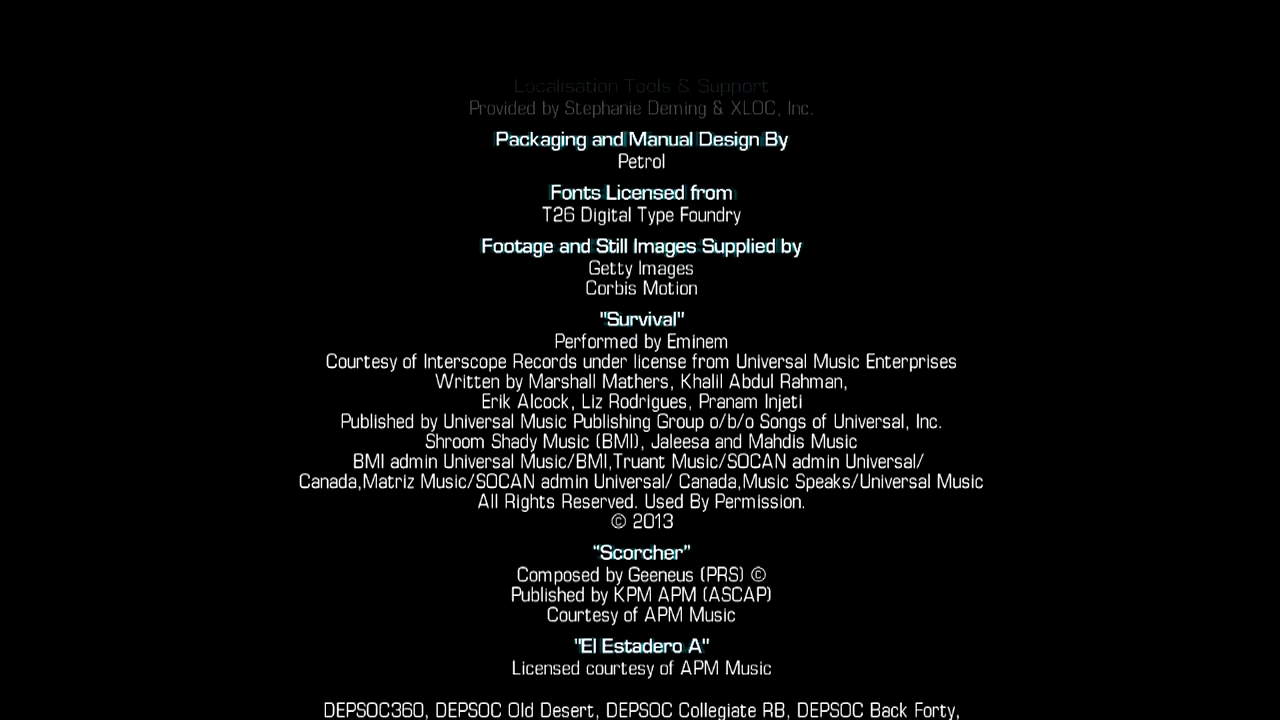 Localisation Tools & Support
Provided by Stephanie Deming & XLOC, Inc.
Packaging and Manual Design By
Petrol
Fonts Licensed from
T26 Digital Type Foundry
Footage and Still Images Supplied by
Getty Images
Corbis Motion
"Survival"
Performed by Eminem
Courtesy of Interscope Records under license from Universal Music Enterprises
Written by Marshall Mathers, Khalil Abdul Rahman,
Erik Alcock, Liz Rodrigues, Pranam Injeti
Published by Universal Music Publishing Group o/b/o Songs of Universal, Inc.
Shroom Shady Music (BMI), Jaleesa and Mahdis Music
BMI admin Universal Music/BMI,Truant Music/SOCAN admin Universal/
Canada,Matriz Music/SOCAN admin Universal/ Canada,Music Speaks/Universal Music
All Rights Reserved. Used By Permission.
© 2013
"Scorcher"
Composed by Geeneus (PRS) ©
Published by KPM APM (ASCAP)
Courtesy of APM Music
"El Estadero A"
Licensed courtesy of APM Music
DEPSOC360, DEPSOC Old Desert, DEPSOC Collegiate RB, DEPSOC Back Forty,